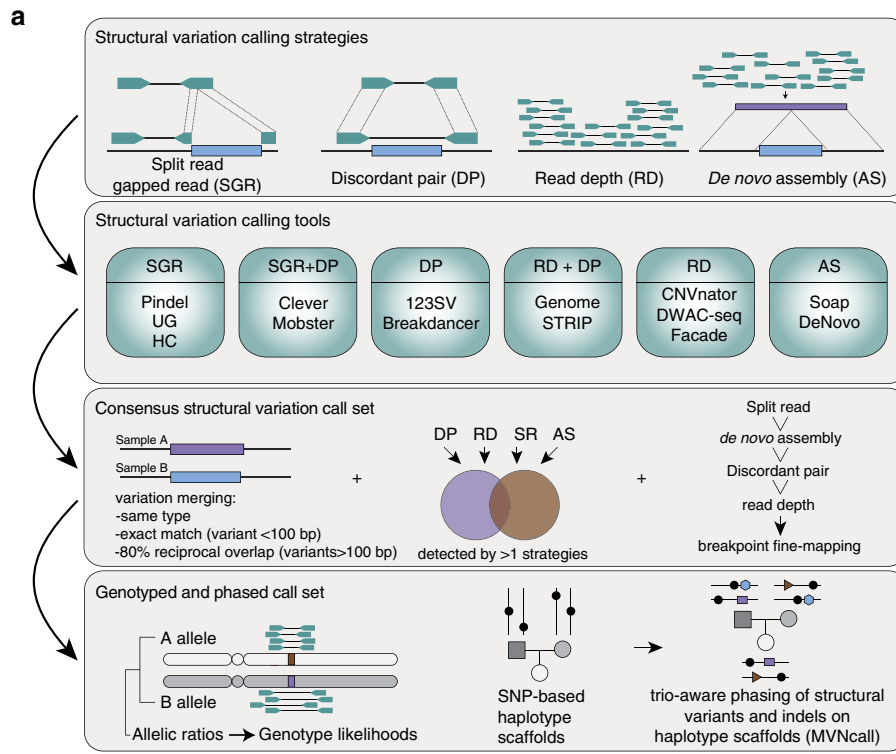 a
Structural variation calling strategies
Split read
gapped read (SGR)
Discordant pair (DP)
Read depth (RD)
De novo assembly (AS)
Structural variation calling tools
SGR
Pindel
UG
HC
SGR+DP
Clever
Mobster
DP
123SV
Breakdancer
RD + DP
Genome
STRIP
RD
CNVnator
DWAC-seq
Facade
AS
Soap
DeNovo
Consensus structural variation call set
Sample A
Sample B
variation merging:
-same type
-exact match (variant <100 bp)
-80% reciprocal overlap (variants>100 bp)
+
DP RD SR AS
detected by >1 strategies
+
Split read
de novo assembly
Discordant pair
read depth
breakpoint fine-mapping
Genotyped and phased call set
A allele
B allele
Allelic ratios
Genotype likelihoods
SNP-based
haplotype
scaffolds
trio-aware phasing of structural
variants and indels on
haplotype scaffolds (MVNcall)